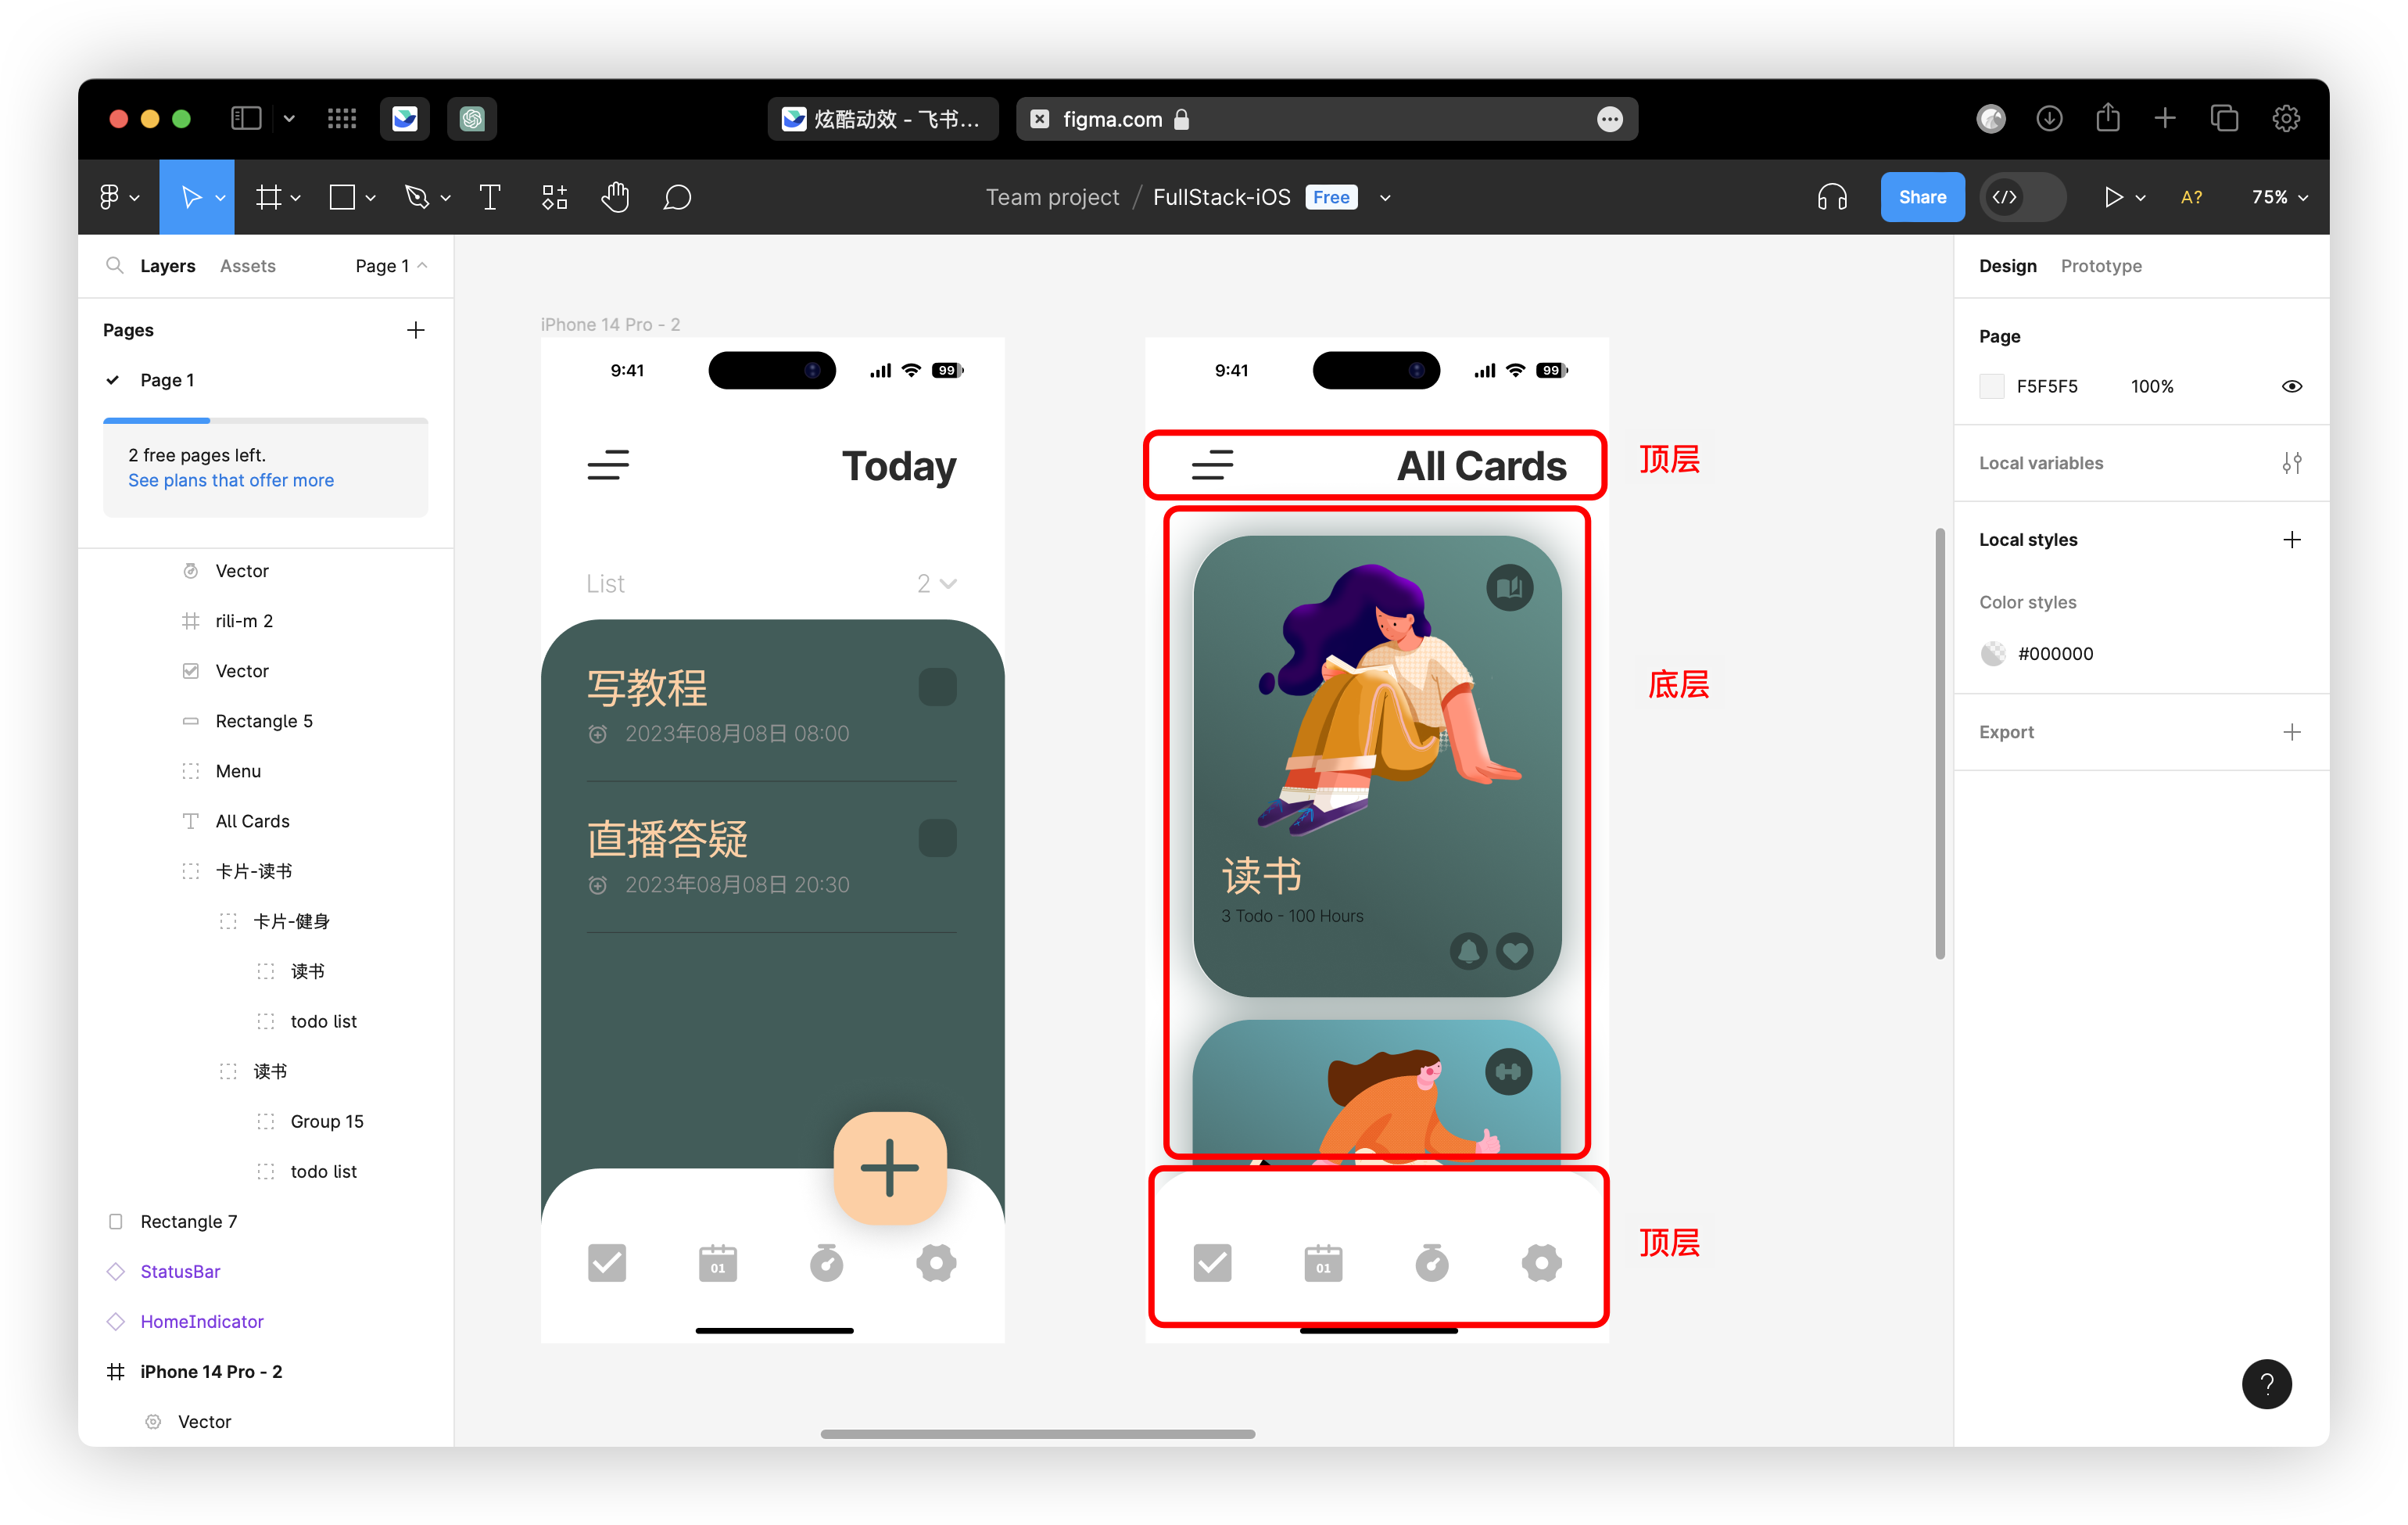 炫酷动效 - 飞书...
figma.com
Team project / FullStack-iOS Free
Share
A?
75%
Layers
Assets
Page 1
Pages
Page 1
2 free pages left.
See plans that offer more
Vector
rili-m 2
Vector
Rectangle 5
Menu
All Cards
卡片-读书
卡片-健身
读书
todo list
读书
Group 15
todo list
Rectangle 7
StatusBar
HomeIndicator
iPhone 14 Pro - 2
Vector
iPhone 14 Pro - 2
9:41
99
Today
List
2
写教程
2023年08月08日 08:00
直播答疑
2023年08月08日 20:30
01
9:41
99
All Cards
顶层
底层
读书
3 Todo - 100 Hours
顶层
01
Design
Prototype
Page
F5F5F5
100%
Local variables
Local styles
Color styles
#000000
Export
?